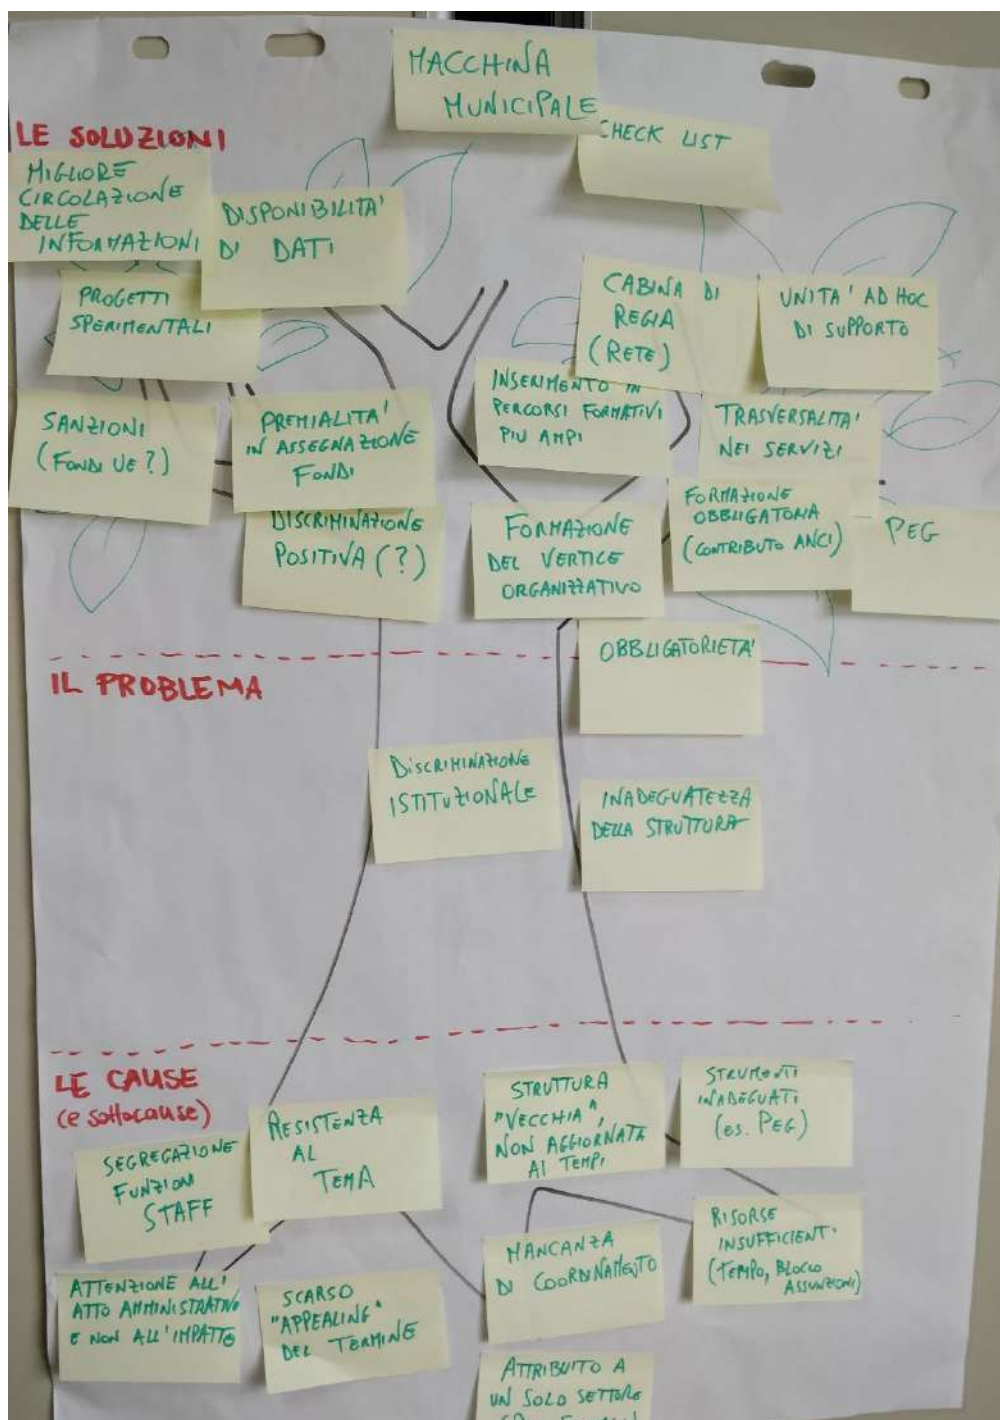 MACCHINA
MUNICIPALE
CHECK LIST
LE SOLUZIONI
MIGLIORE
CIRCOLAZIONE
DELLE
INFORMAZIONI
DISPONIBILITA'
DI DATI
PROGETTI
SPERIMENTALI
CABINA DI
REGIA
(RETE)
UNITA' AD HOC
DI SUPPORTO
SANZIONI
(FONDI UE?)
PREMIALITA'
IN ASSEGNAZIONE
FONDI
INSERIMENTO IN
PERCORSI FORMATIVI
PIU AMPI
TRASVERSALITA'
NEI SERVIZI
DISCRIMINAZIONE
POSITIVA (?)
FORMAZIONE
DEL VERTICE
ORGANIZZATIVO
FORMAZIONE
OBBLIGATORIA
(CONTRIBUTO ANCI)
PEG
OBBLIGATORIETA'
IL PROBLEMA
DISCRIMINAZIONE
ISTITUZIONALE
INADEGUATEZZA
DELLA STRUTTURA
LE CAUSE
(e sottocause)
SEGREGAZIONE
FUNZIONI
STAFF
RESISTENZA
AL
TEMA
STRUTTURA
"VECCHIA",
NON AGGIORNATA
AI TEMPI
STRUMENTI
INADEGUATI
(es. PEG)
ATTENZIONE ALL'
ATTO AMMINISTRATIVO
E NON ALL'IMPATTO
SCARSO
"APPEALING"
DEL TERMINE
MANCANZA
DI COORDINAMENTO
RISORSE
INSUFFICIENTI
(TEMPO, BLOCCO
ASSUNZIONI)
ATTRIBUITO A
UN SOLO SETTORE